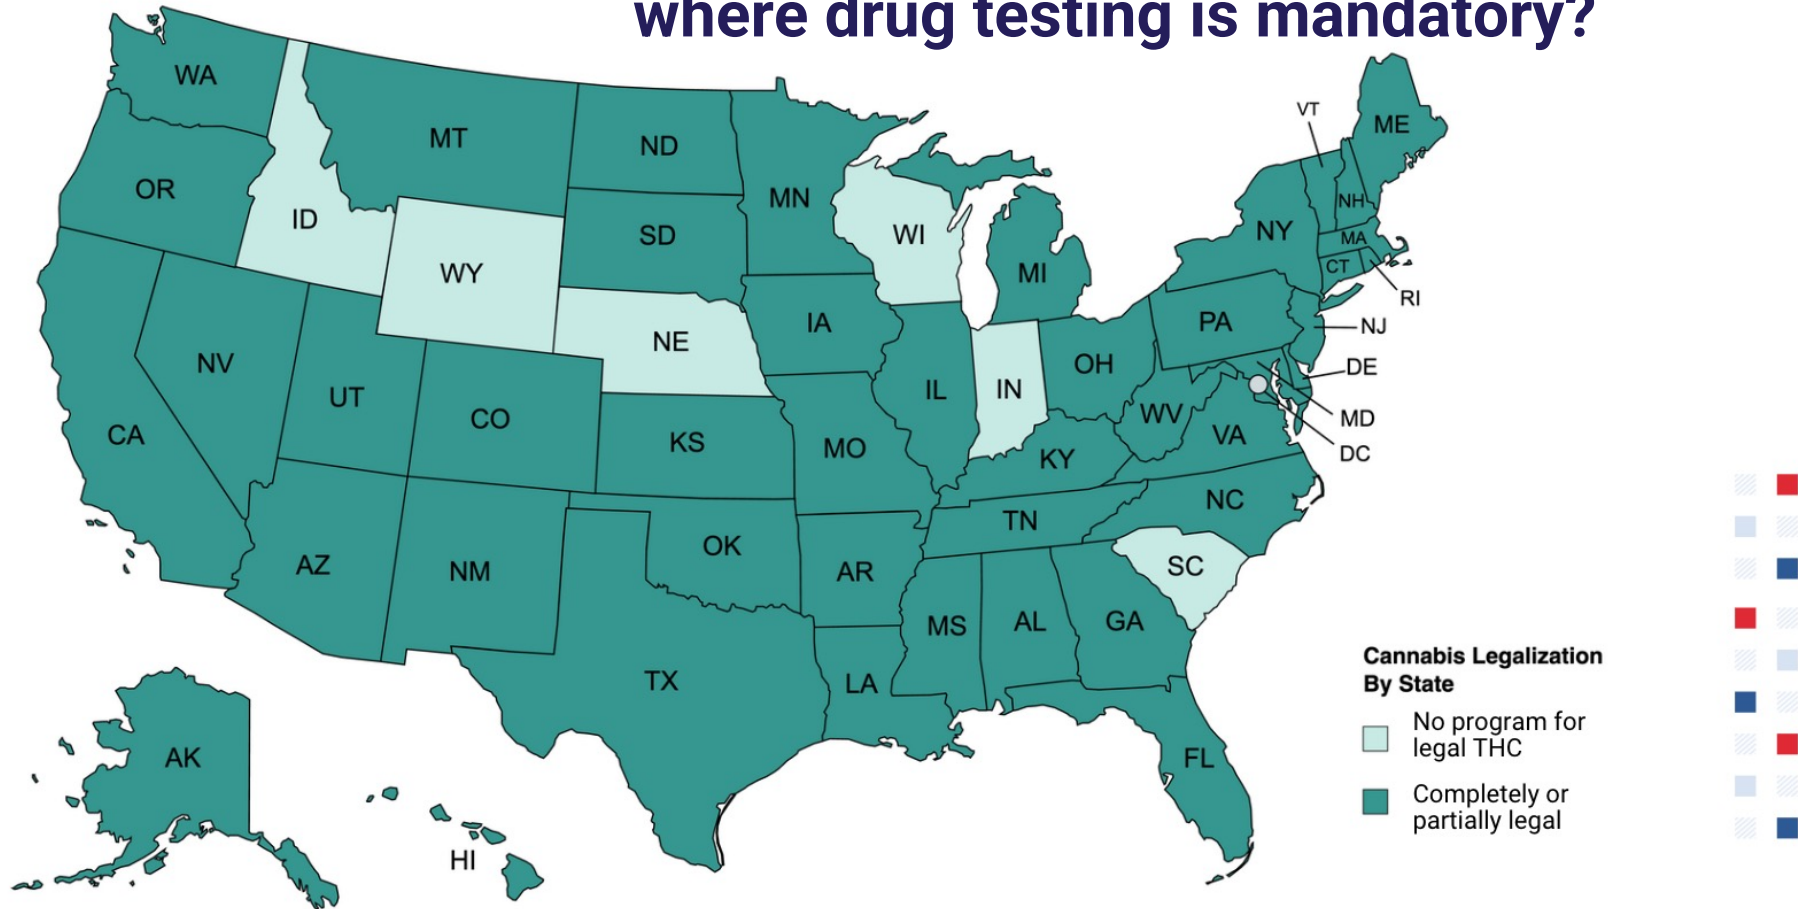 where drug testing is mandatory?
WA
MT
ND
MN
VT
ME
OR
ID
SD
WI
NH
NY
MA
WY
MI
CT
RI
NE
IA
PA
NJ
NV
UT
CO
IL
IN
OH
DE
CA
KS
MO
WV
VA
MD
KY
DC
NC
TN
AZ
NM
OK
AR
SC
MS
AL
GA
TX
LA
FL
AK
HI
Cannabis Legalization
By State
No program for
legal THC
Completely or
partially legal